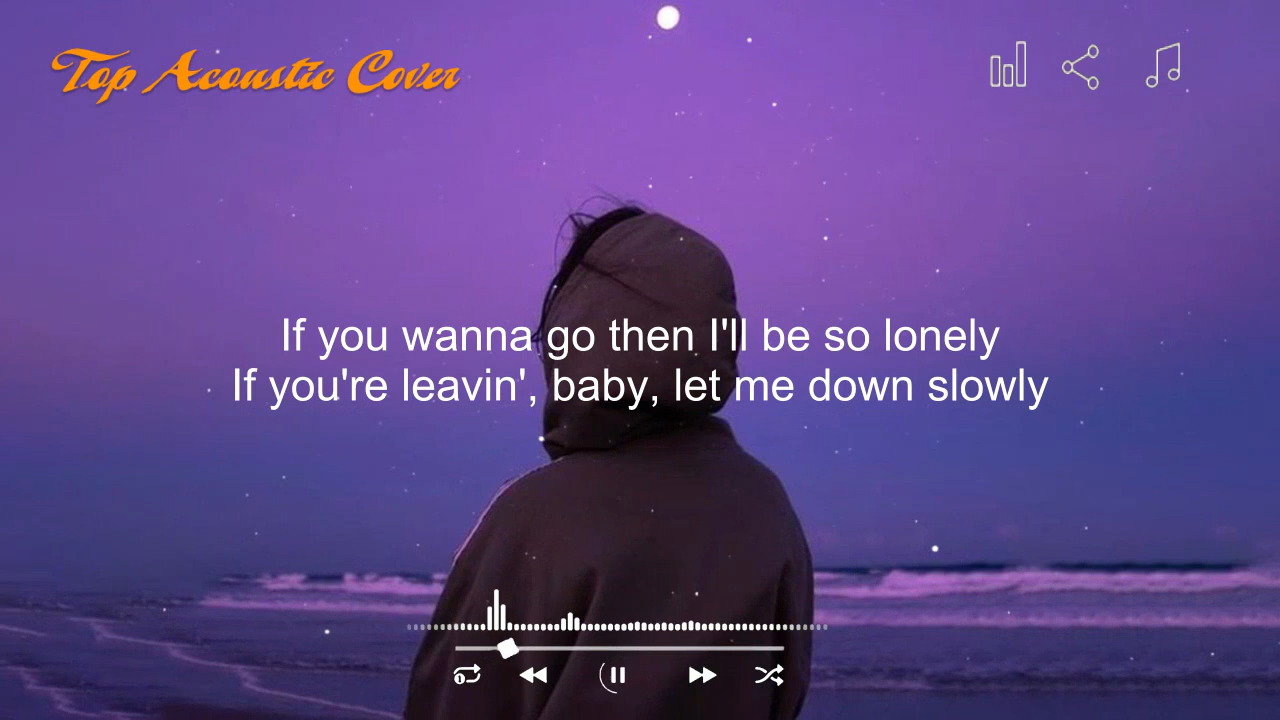 Top Acoustic Cover
If you wanna go then I'll be so lonely
If you're leavin', baby, let me down slowly
1